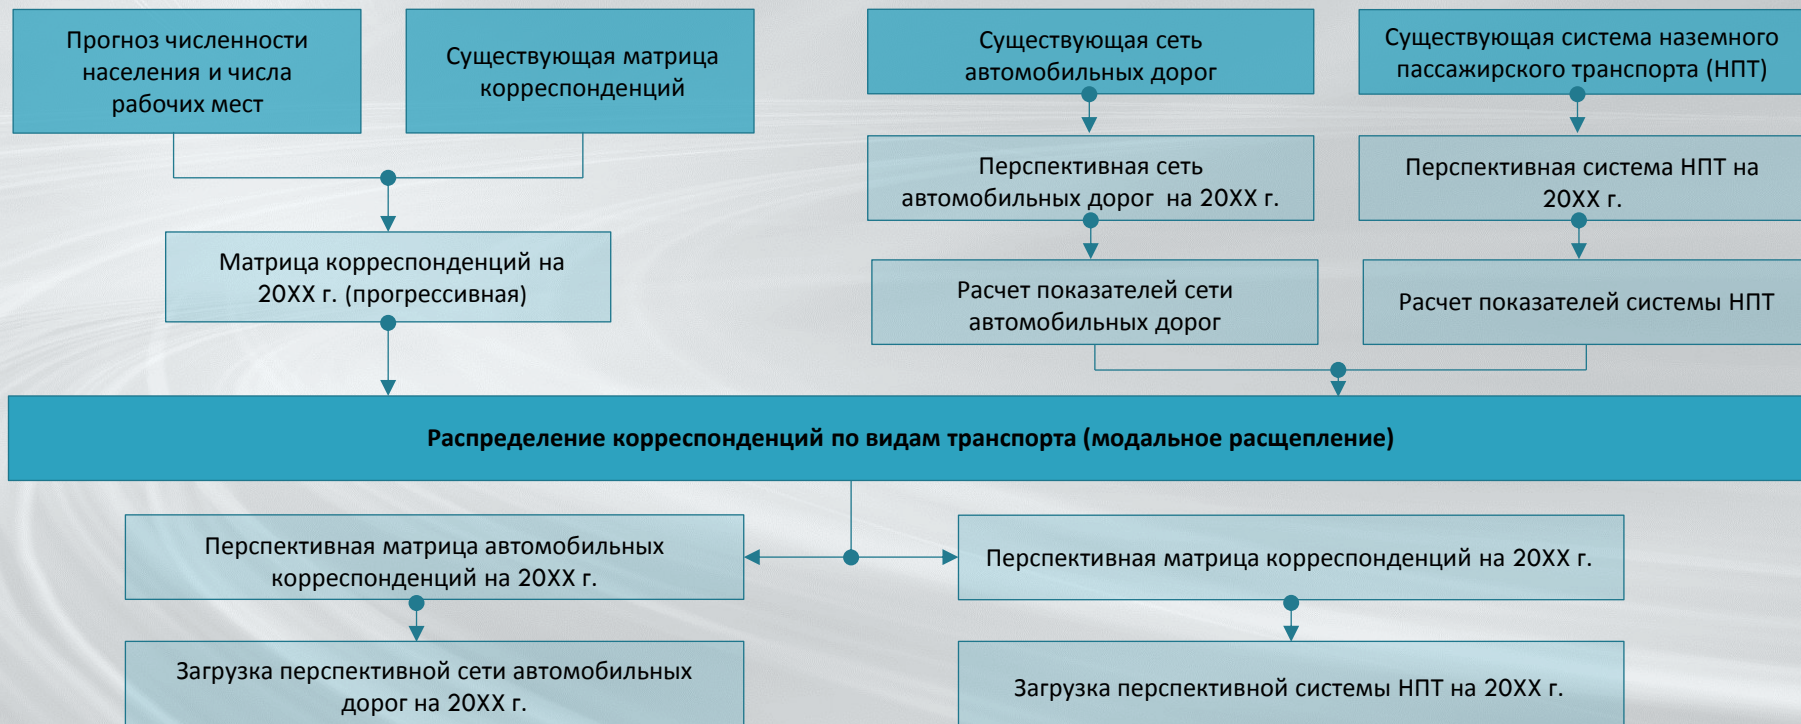 Прогноз численности
населения и числа
рабочих мест
Существующая матрица
корреспонденций
Существующая сеть
автомобильных дорог
Существующая система наземного
пассажирского транспорта (НПТ)
Перспективная сеть
автомобильных дорог на 20ХХ г.
Перспективная система НПТ на
20ХХ г.
Матрица корреспонденций на
20ХХ г. (прогрессивная)
Расчет показателей сети
автомобильных дорог
Расчет показателей системы НПТ
Распределение корреспонденций по видам транспорта (модальное расщепление)
Перспективная матрица автомобильных
корреспонденций на 20ХХ г.
Перспективная матрица корреспонденций на 20ХХ г.
Загрузка перспективной сети автомобильных
дорог на 20ХХ г.
Загрузка перспективной системы НПТ на 20ХХ г.